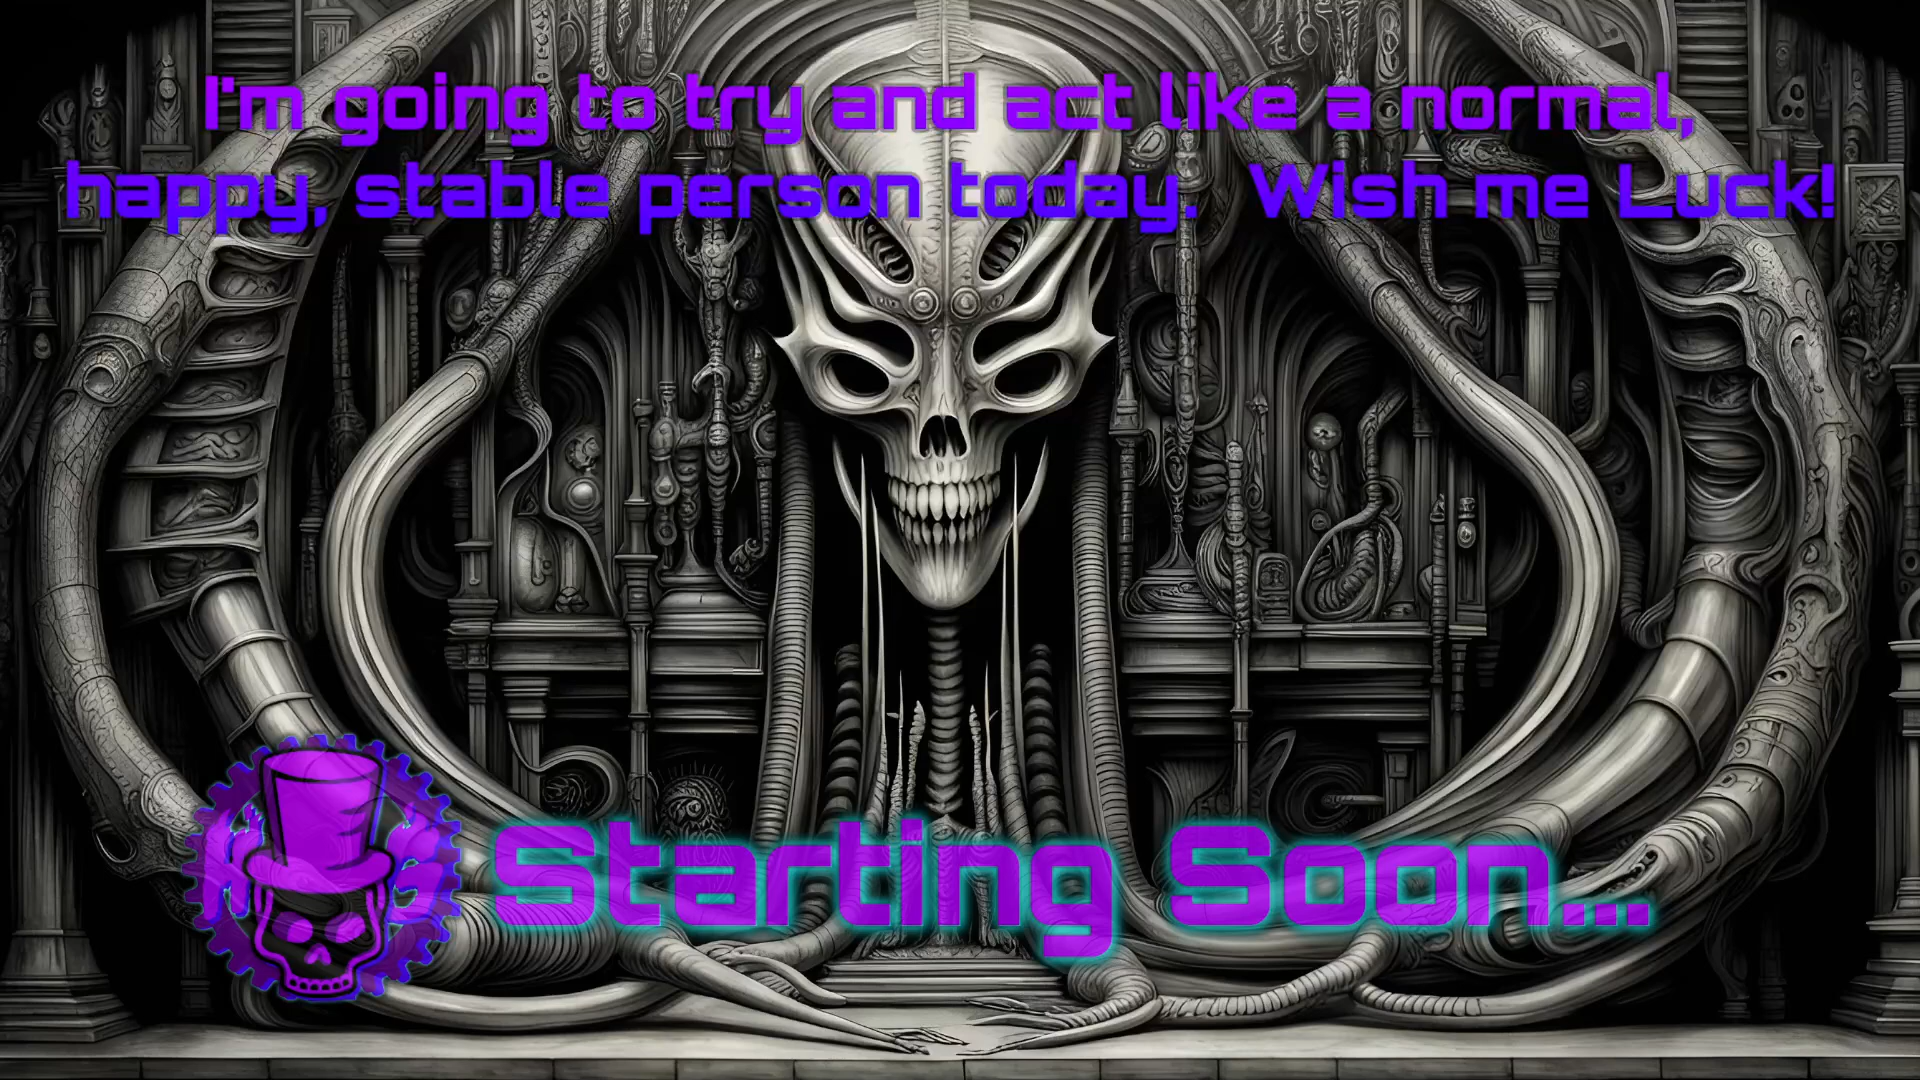 I'm going to try and act like a normal,
happy, stable person today.  Wish me Luck!
Starting Soon...